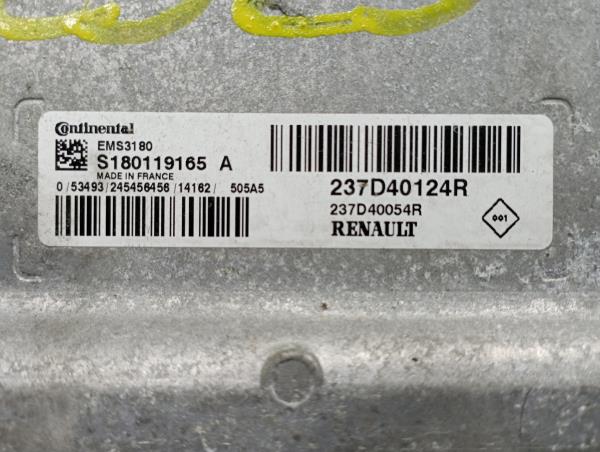 Continental
EMS3180
S180119165 A
MADE IN FRANCE
0/53493/245456456/14162/ 505A5
237D40124R
237D40054R
RENAULT
001